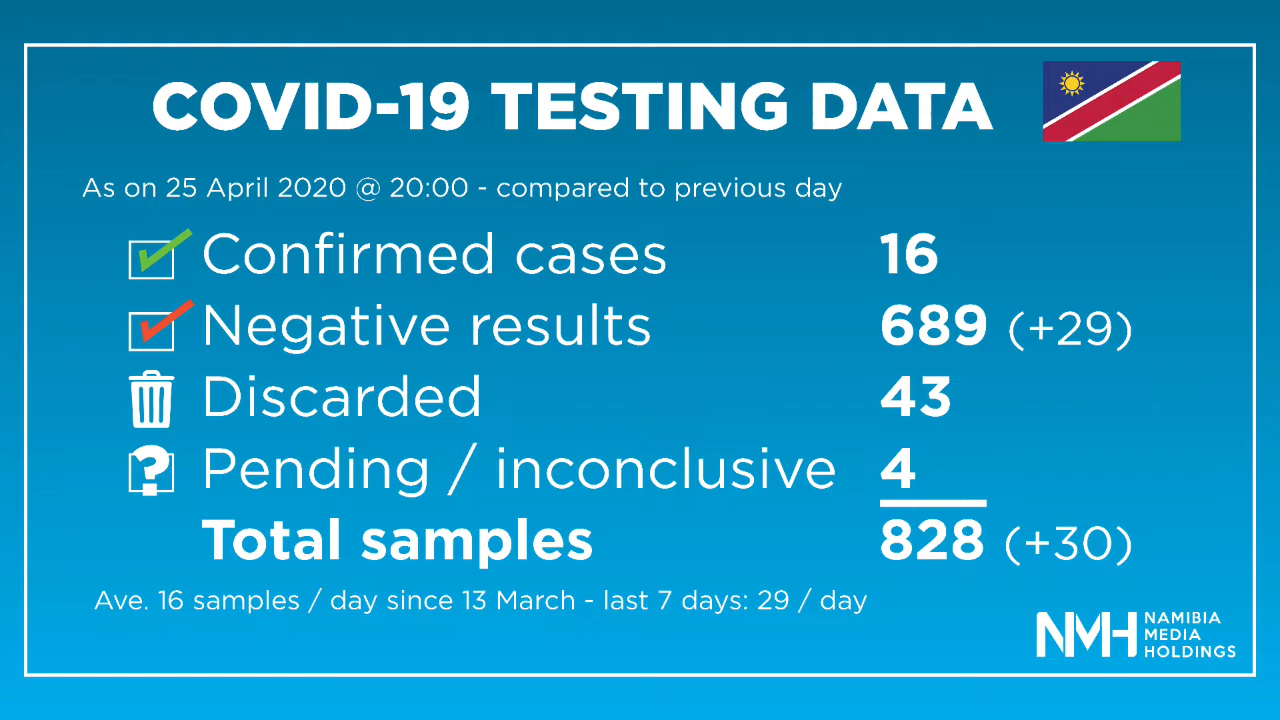 COVID-19 TESTING DATA
As on 25 April 2020 @ 20:00 - compared to previous day
Confirmed cases 16
Negative results 689 (+29)
Discarded 43
? Pending / inconclusive 4
Total samples 828 (+30)
Ave. 16 samples / day since 13 March - last 7 days: 29 / day
NMH NAMIBIA
MEDIA
HOLDINGS